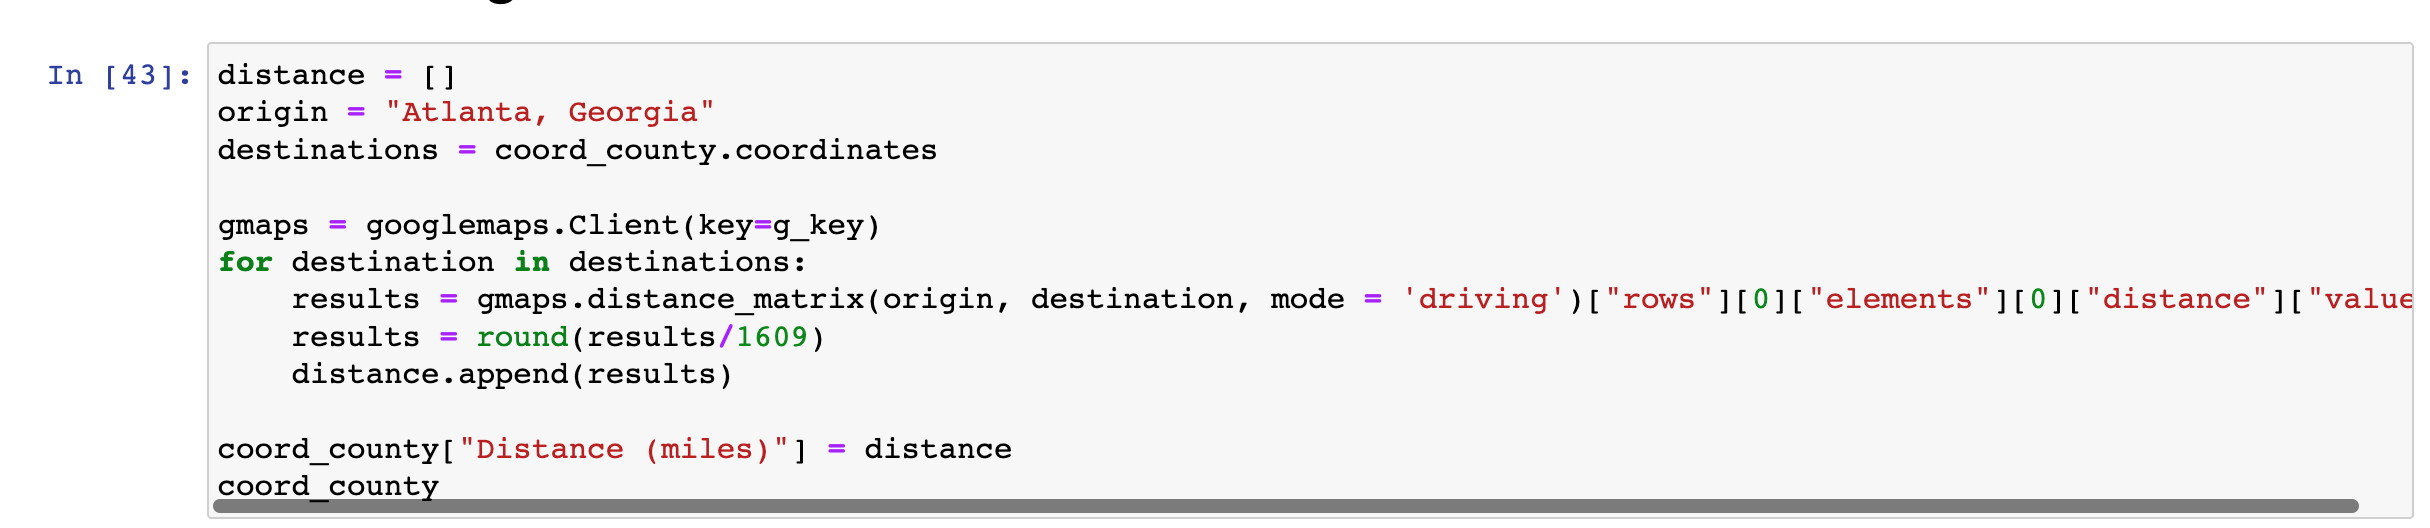 In [43]:
distance = []
origin = "Atlanta, Georgia"
destinations = coord_county.coordinates
gmaps = googlemaps.Client(key=g_key)
for destination in destinations:
    results = gmaps.distance_matrix(origin, destination, mode = 'driving')["rows"][0]["elements"][0]["distance"]["value
    results = round(results/1609)
    distance.append(results)
coord_county["Distance (miles)"] = distance
coord_county